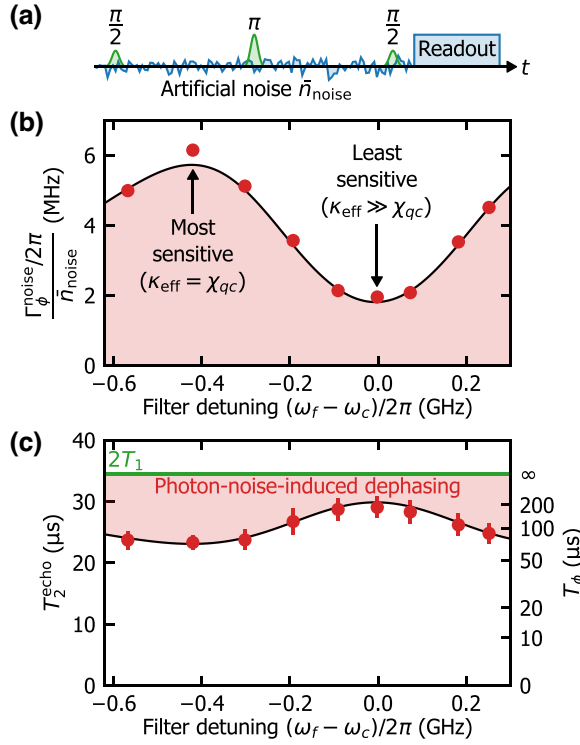 (a)
π/2
π
π/2
Readout
t
Artificial noise n̄noise
(b)
Γϕnoise/2π
n̄noise
(MHz)
6
4
2
0
Least
sensitive
(κeff ≫ χqc)
Most
sensitive
(κeff = χqc)
−0.6 −0.4 −0.2 0.0 0.2
Filter detuning (ωf − ωc)/2π (GHz)
(c)
T2echo (μs)
40
30
20
10
0
2T1
Photon-noise-induced dephasing
∞
200
100
50
20
10
0
Tϕ (μs)
−0.6 −0.4 −0.2 0.0 0.2
Filter detuning (ωf − ωc)/2π (GHz)